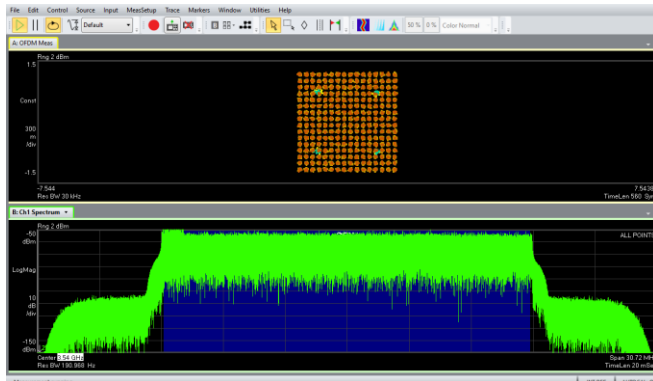 File Edit Control Source Input MeasSetup Trace Markers Window Utilities Help
Default 50 % 0 % Color Normal
A: OFDM Meas
Rng 2 dBm
1.5
Const
300
m
/div
-1.5
-7.544 7.5438
Res BW 30 kHz TimeLen 560 Sym
B: Ch1 Spectrum
Rng 2 dBm
-50 ALL POINTS
dBm
LogMag
10
dB
/div
-150
dBm
Center 3.54 GHz Span 30.72 MH
Res BW 190.968 Hz TimeLen 20 mSe